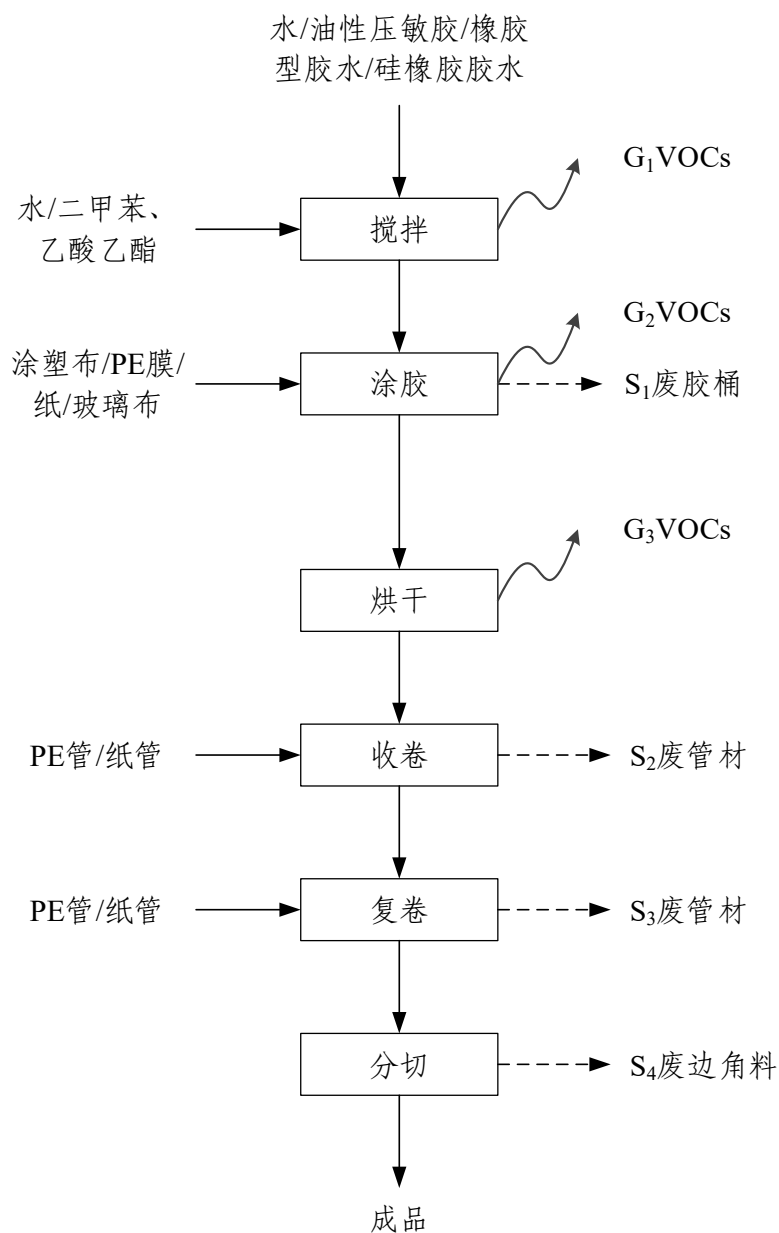 水/油性压敏胶/橡胶
型胶水/硅橡胶胶水
G₁VOCs
水/二甲苯、
乙酸乙酯
搅拌
G₂VOCs
涂塑布/PE膜/
纸/玻璃布
涂胶
S₁废胶桶
G₃VOCs
烘干
PE管/纸管
收卷
S₂废管材
PE管/纸管
复卷
S₃废管材
分切
S₄废边角料
成品